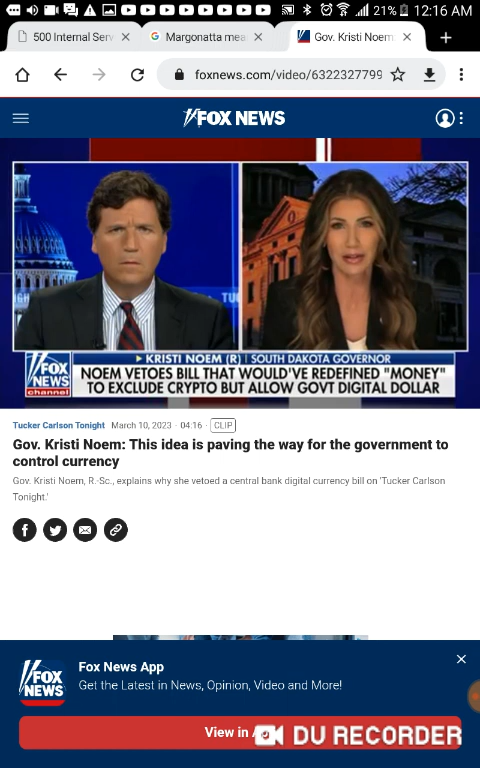 21% 12:16 AM
500 Internal Serv
Margonatta mea
Gov. Kristi Noem:
foxnews.com/video/6322327799
FOX NEWS
KRISTI NOEM (R) | SOUTH DAKOTA GOVERNOR
FOX
NEWS
channel
NOEM VETOES BILL THAT WOULD'VE REDEFINED "MONEY"
TO EXCLUDE CRYPTO BUT ALLOW GOVT DIGITAL DOLLAR
Tucker Carlson Tonight March 10, 2023 · 04:16 · CLIP
Gov. Kristi Noem: This idea is paving the way for the government to
control currency
Gov. Kristi Noem, R.-Sc., explains why she vetoed a central bank digital currency bill on 'Tucker Carlson
Tonight.'
FOX
NEWS
Fox News App
Get the Latest in News, Opinion, Video and More!
View in
DU RECORDER